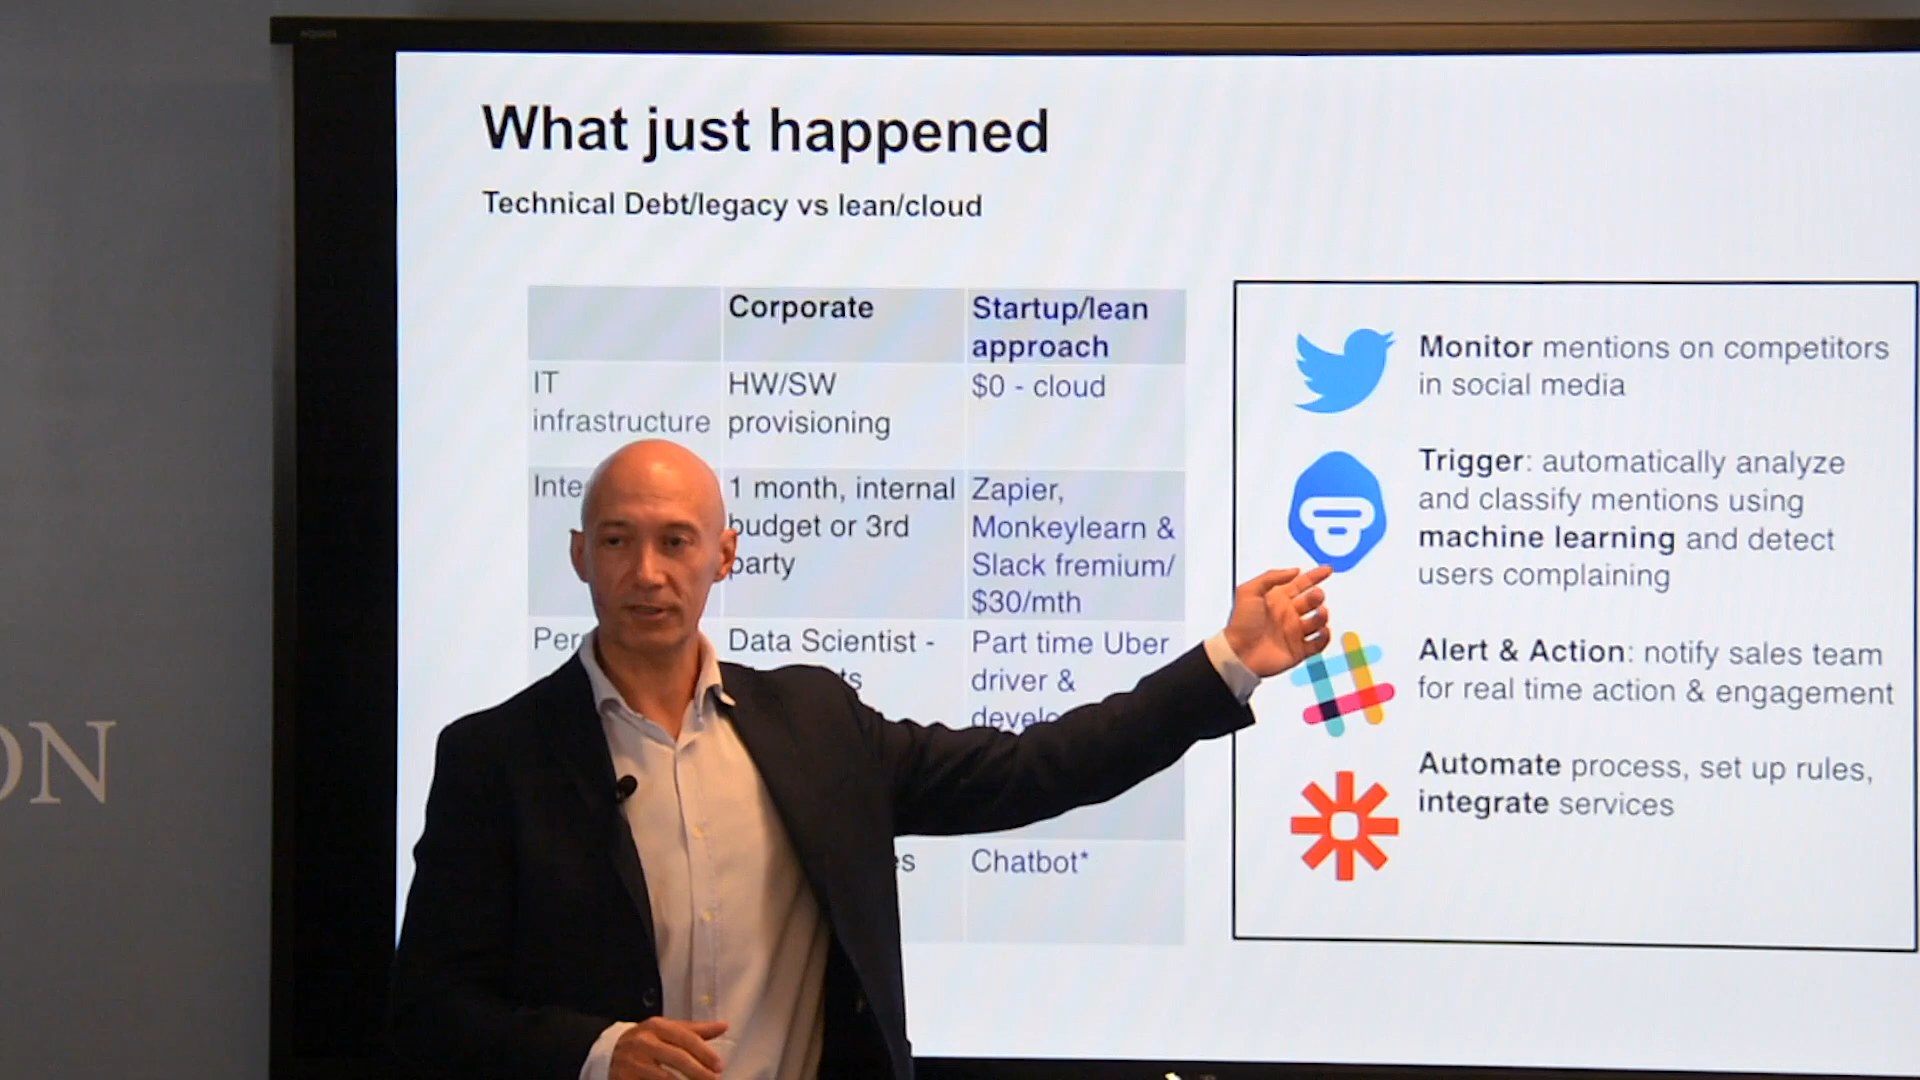 What just happened
Technical Debt/legacy vs lean/cloud
Corporate
Startup/lean
approach
IT
infrastructure
HW/SW
provisioning
$0 - cloud
1 month, internal
budget or 3rd
party
Zapier,
Monkeylearn &
Slack fremium/
$30/mth
Data Scientist -
Part time Uber
driver &
Chatbot*
Monitor mentions on competitors
in social media
Trigger: automatically analyze
and classify mentions using
machine learning and detect
users complaining
Alert & Action: notify sales team
for real time action & engagement
Automate process, set up rules,
integrate services